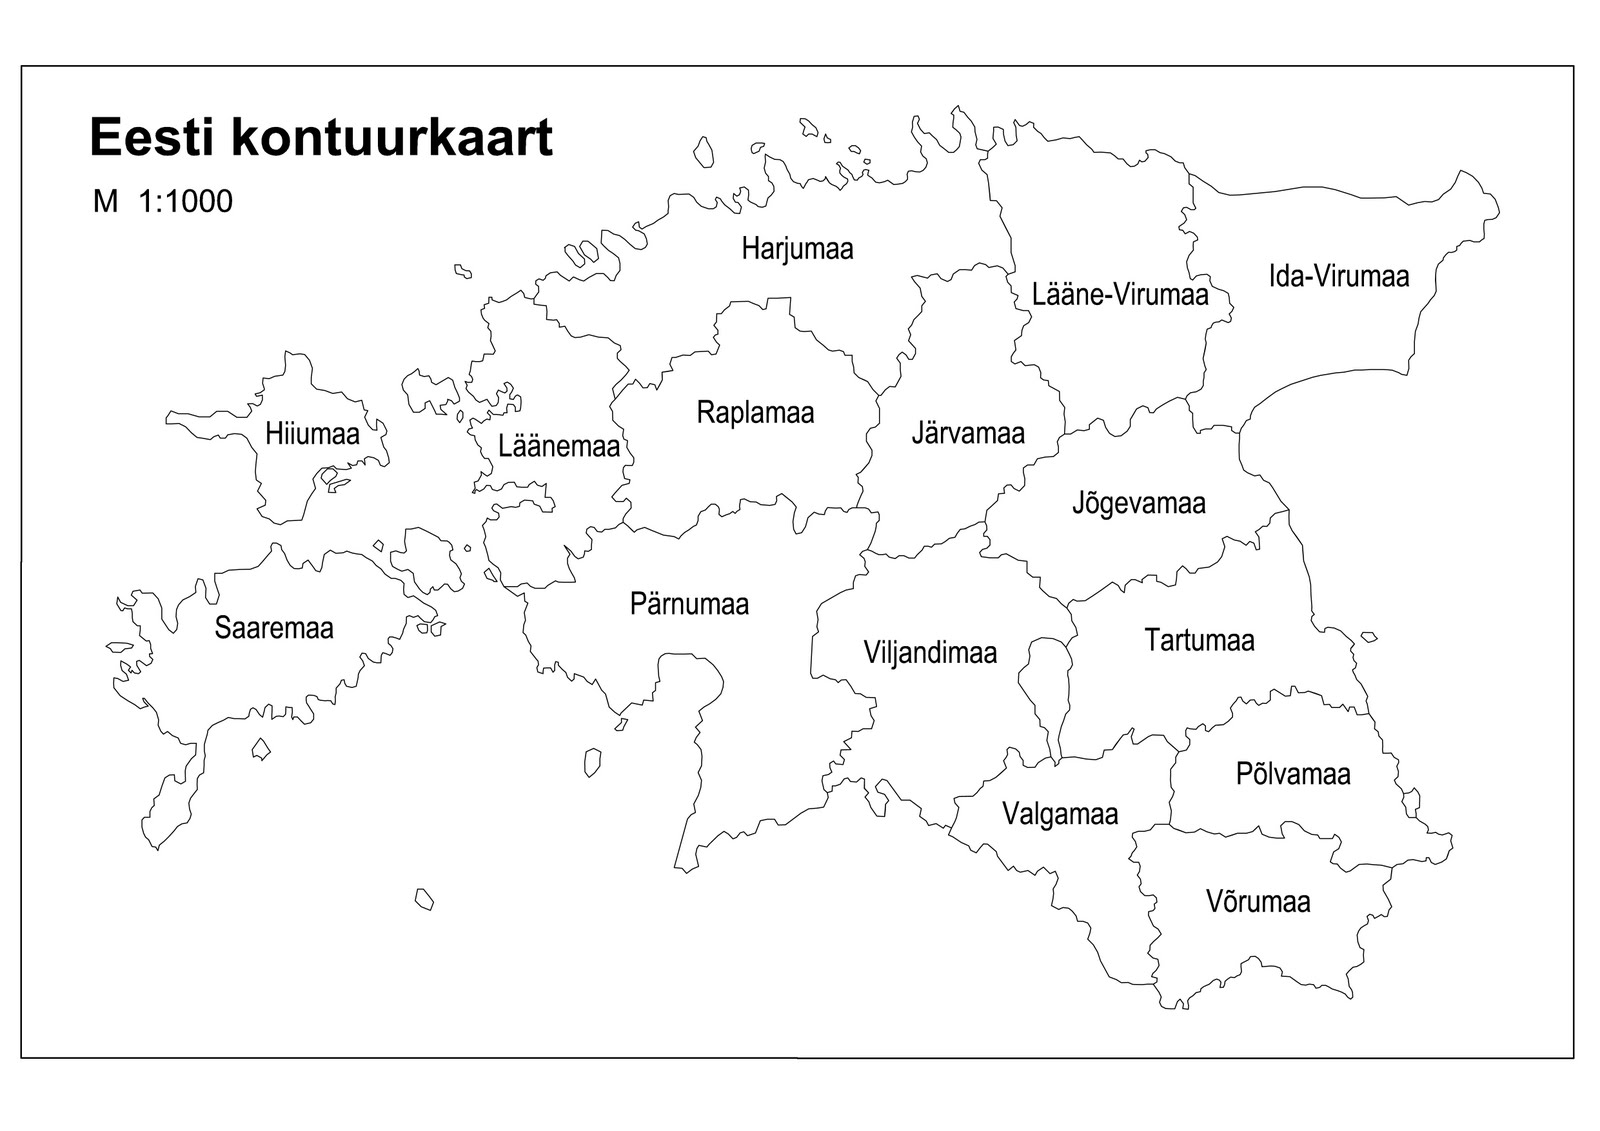 Eesti kontuurkaart
M 1:1000
Harjumaa
Ida-Virumaa
Lääne-Virumaa
Raplamaa
Hiiumaa
Järvamaa
Läänemaa
Jõgevamaa
Pärnumaa
Saaremaa
Tartumaa
Viljandimaa
Põlvamaa
Valgamaa
Võrumaa